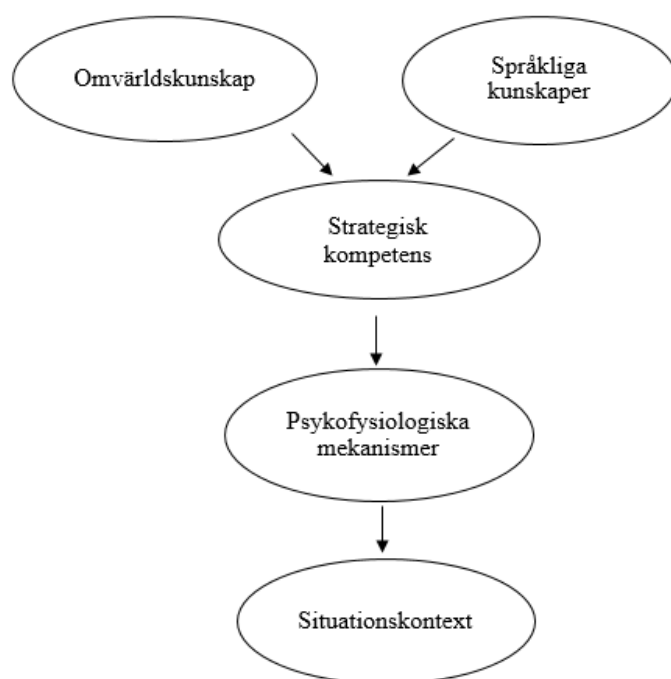 Omvärldskunskap
Språkliga
kunskaper
Strategisk
kompetens
Psykofysiologiska
mekanismer
Situationskontext